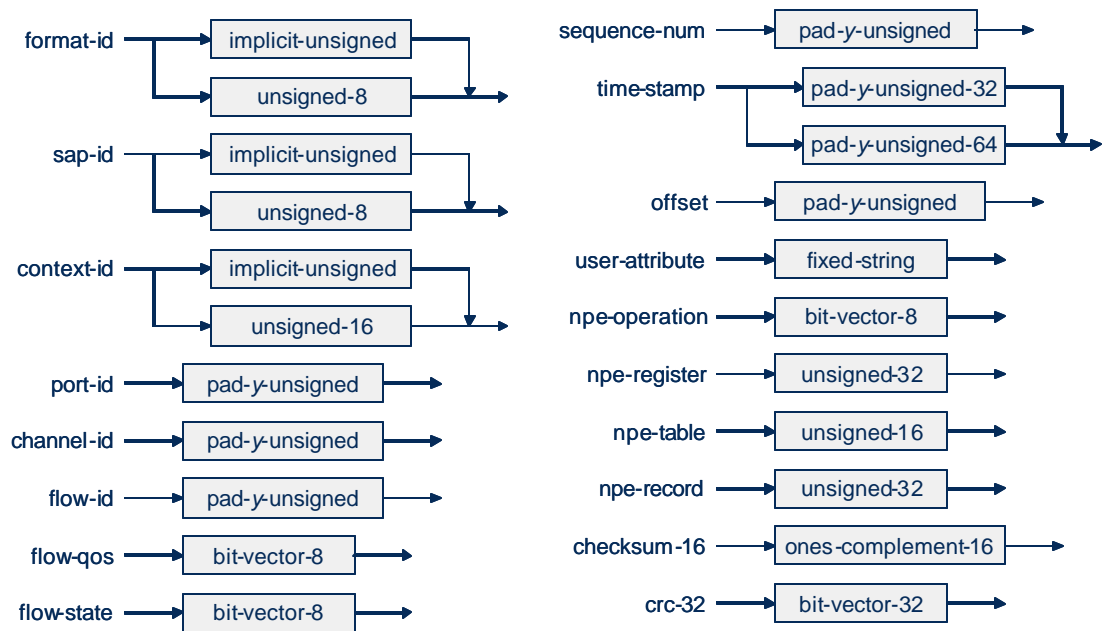 format-id implicit-unsigned
unsigned-8
sap-id implicit-unsigned
unsigned-8
context-id implicit-unsigned
unsigned-16
port-id pad-y-unsigned
channel-id pad-y-unsigned
flow-id pad-y-unsigned
flow-qos bit-vector-8
flow-state bit-vector-8
sequence-num pad-y-unsigned
time-stamp pad-y-unsigned-32
pad-y-unsigned-64
offset pad-y-unsigned
user-attribute fixed-string
npe-operation bit-vector-8
npe-register unsigned-32
npe-table unsigned-16
npe-record unsigned-32
checksum-16 ones-complement-16
crc-32 bit-vector-32